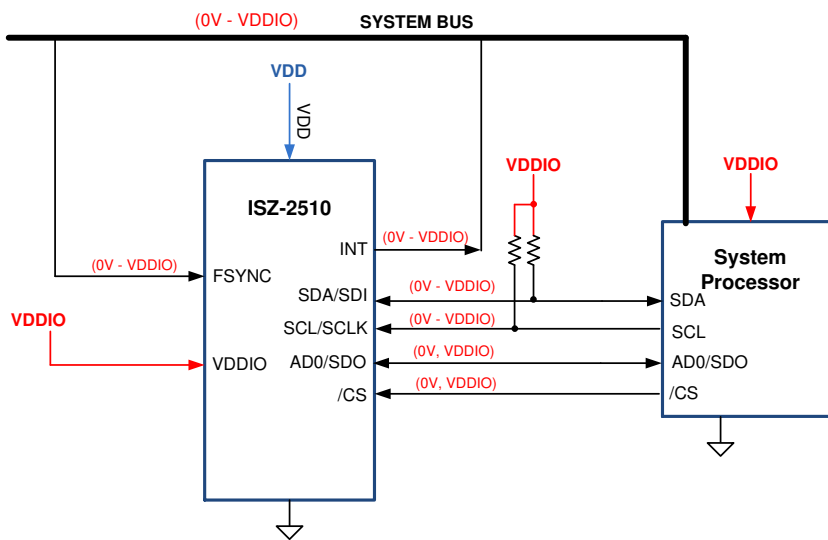 (0V - VDDIO)
SYSTEM BUS
VDD
VDD
VDDIO
VDDIO
ISZ-2510
INT
(0V - VDDIO)
System
Processor
(0V - VDDIO)
FSYNC
SDA/SDI
(0V - VDDIO)
SDA
VDDIO
SCL/SCLK
(0V - VDDIO)
SCL
VDDIO
AD0/SDO
(0V, VDDIO)
AD0/SDO
/CS
(0V, VDDIO)
/CS